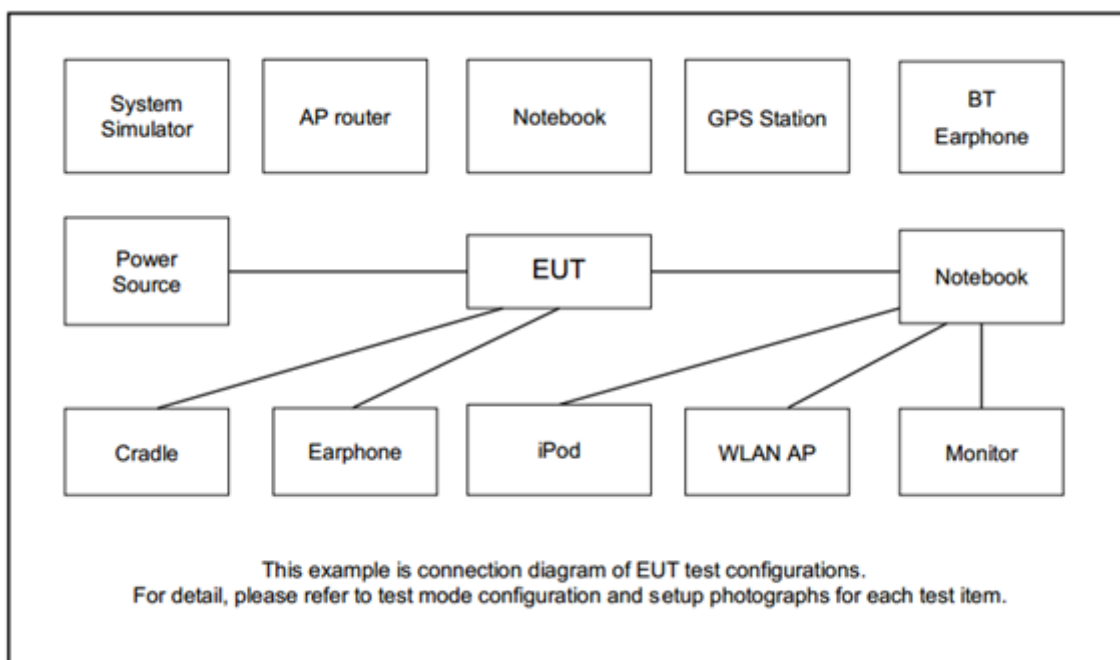 System
Simulator
AP router
Notebook
GPS Station
BT
Earphone
Power
Source
EUT
Notebook
Cradle
Earphone
iPod
WLAN AP
Monitor
This example is connection diagram of EUT test configurations.
For detail, please refer to test mode configuration and setup photographs for each test item.